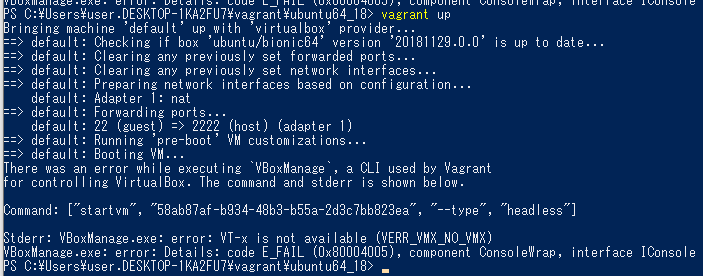 VBoxManage.exe: error: Details: code E_FAIL (0x80004005), component ConsoleWrap, interface IConsole
PS C:¥Users¥user.DESKTOP-1KA2FU7¥vagrant¥ubuntu64_18> vagrant up
Bringing machine 'default' up with 'virtualbox' provider...
==> default: Checking if box 'ubuntu/bionic64' version '20181129.0.0' is up to date...
==> default: Clearing any previously set forwarded ports...
==> default: Clearing any previously set network interfaces...
==> default: Preparing network interfaces based on configuration...
default: Adapter 1: nat
==> default: Forwarding ports...
default: 22 (guest) => 2222 (host) (adapter 1)
==> default: Running 'pre-boot' VM customizations...
==> default: Booting VM...
There was an error while executing `VBoxManage`, a CLI used by Vagrant
for controlling VirtualBox. The command and stderr is shown below.
Command: ["startvm", "58ab87af-b934-48b3-b55a-2d3c7bb823ea", "--type", "headless"]
Stderr: VBoxManage.exe: error: VT-x is not available (VERR_VMX_NO_VMX)
VBoxManage.exe: error: Details: code E_FAIL (0x80004005), component ConsoleWrap, interface IConsole
PS C:¥Users¥user.DESKTOP-1KA2FU7¥vagrant¥ubuntu64_18>